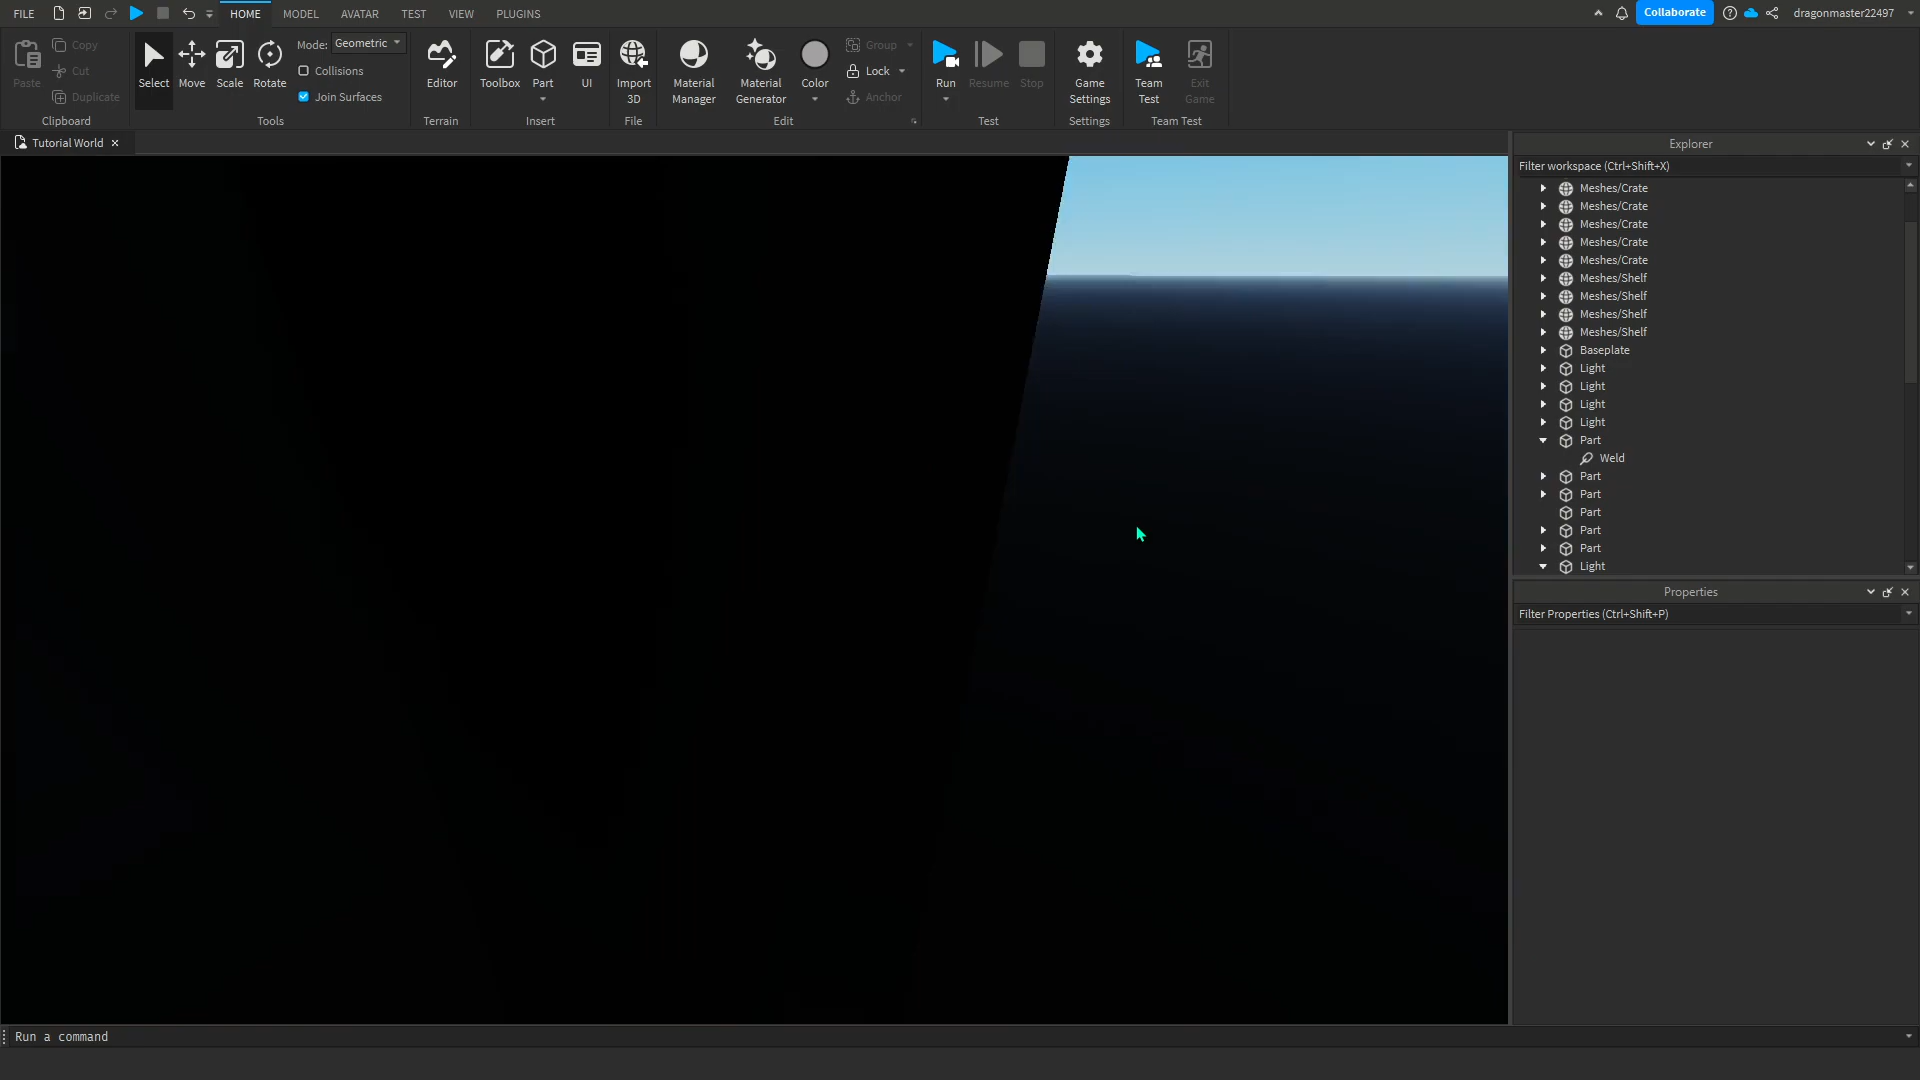 FILE HOME MODEL AVATAR TEST VIEW PLUGINS Collaborate dragonmaster22497
Paste
Copy
Cut
Duplicate
Clipboard
Select
Move
Scale
Rotate
Mode: Geometric
Collisions
Join Surfaces
Tools
Editor
Terrain
Toolbox
Part
UI
Insert
Import
3D
File
Material
Manager
Material
Generator
Color
Group
Lock
Anchor
Edit
Run
Resume
Stop
Test
Game
Settings
Settings
Team
Test
Exit
Game
Team Test
Tutorial World
Explorer
Filter workspace (Ctrl+Shift+X)
Meshes/Crate
Meshes/Crate
Meshes/Crate
Meshes/Crate
Meshes/Crate
Meshes/Shelf
Meshes/Shelf
Meshes/Shelf
Meshes/Shelf
Baseplate
Light
Light
Light
Light
Part
Weld
Part
Part
Part
Part
Part
Light
Properties
Filter Properties (Ctrl+Shift+P)
Run a command